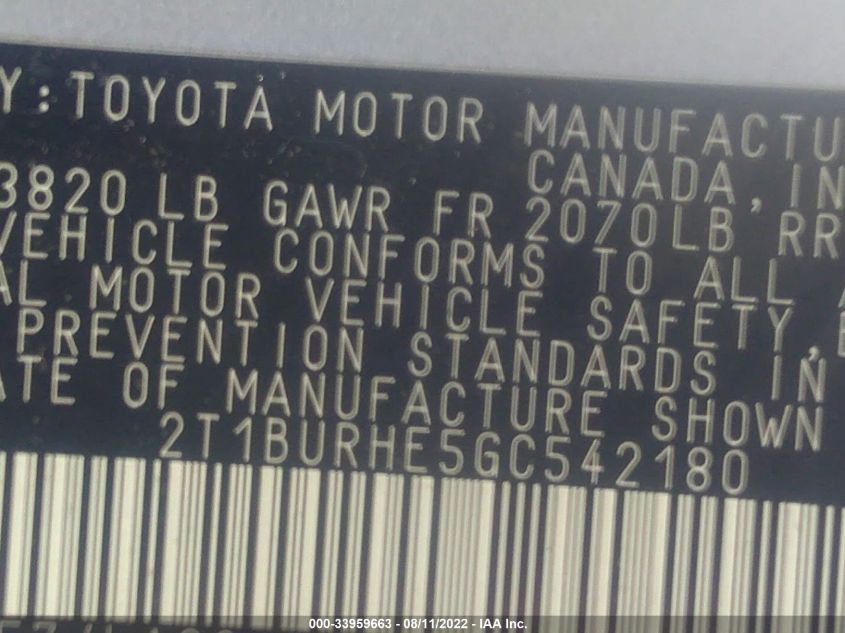 Y: TOYOTA MOTOR MANUFACTU
CANADA, IN
3820 LB GAWR FR 2070LB RR
VEHICLE CONFORMS TO ALL A
AL MOTOR VEHICLE SAFETY,
PREVENTION STANDARDS IN
ATE OF MANUFACTURE SHOWN
2T1BURHE5GC542180
000-33959663 - 08/11/2022 - IAA Inc.